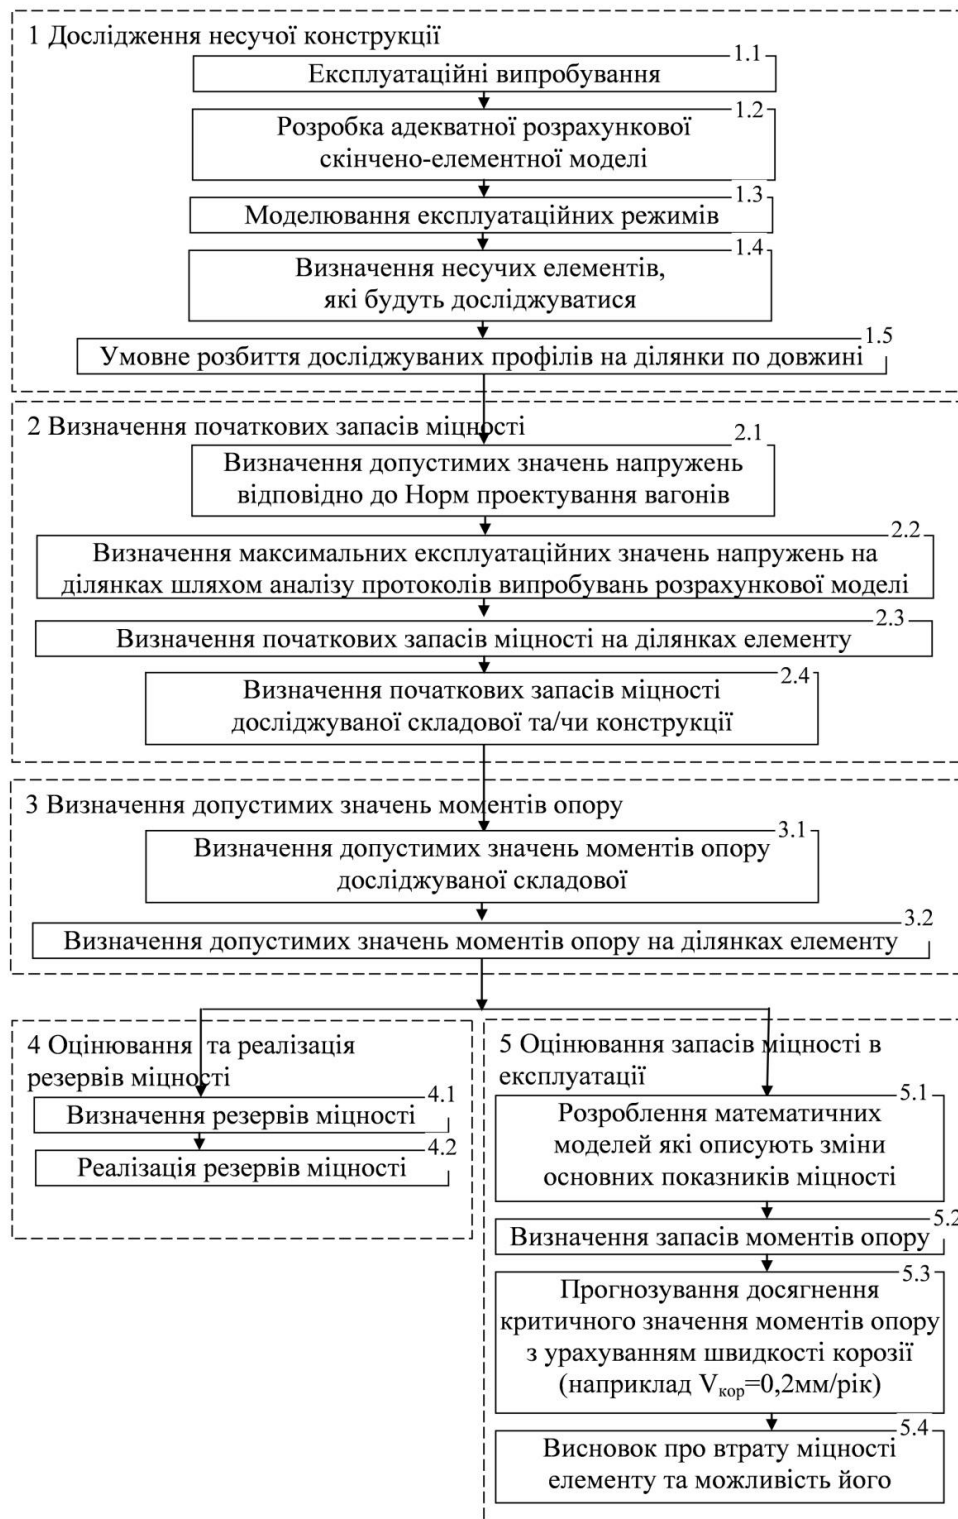 1 Дослідження несучої конструкції
1.1
Експлуатаційні випробування
1.2
Розробка адекватної розрахункової
скінчено-елементної моделі
1.3
Моделювання експлуатаційних режимів
1.4
Визначення несучих елементів,
які будуть досліджуватися
1.5
Умовне розбиття досліджуваних профілів на ділянки по довжині
2 Визначення початкових запасів міцності
2.1
Визначення допустимих значень напружень
відповідно до Норм проектування вагонів
2.2
Визначення максимальних експлуатаційних значень напружень на
ділянках шляхом аналізу протоколів випробувань розрахункової моделі
2.3
Визначення початкових запасів міцності на ділянках елементу
2.4
Визначення початкових запасів міцності
досліджуваної складової та/чи конструкції
3 Визначення допустимих значень моментів опору
3.1
Визначення допустимих значень моментів опору
досліджуваної складової
3.2
Визначення допустимих значень моментів опору на ділянках елементу
4 Оцінювання та реалізація
резервів міцності
4.1
Визначення резервів міцності
4.2
Реалізація резервів міцності
5 Оцінювання запасів міцності в
експлуатації
5.1
Розроблення математичних
моделей які описують зміни
основних показників міцності
5.2
Визначення запасів моментів опору
5.3
Прогнозування досягнення
критичного значення моментів опору
з урахуванням швидкості корозії
(наприклад Vкор=0,2мм/рік)
5.4
Висновок про втрату міцності
елементу та можливість його